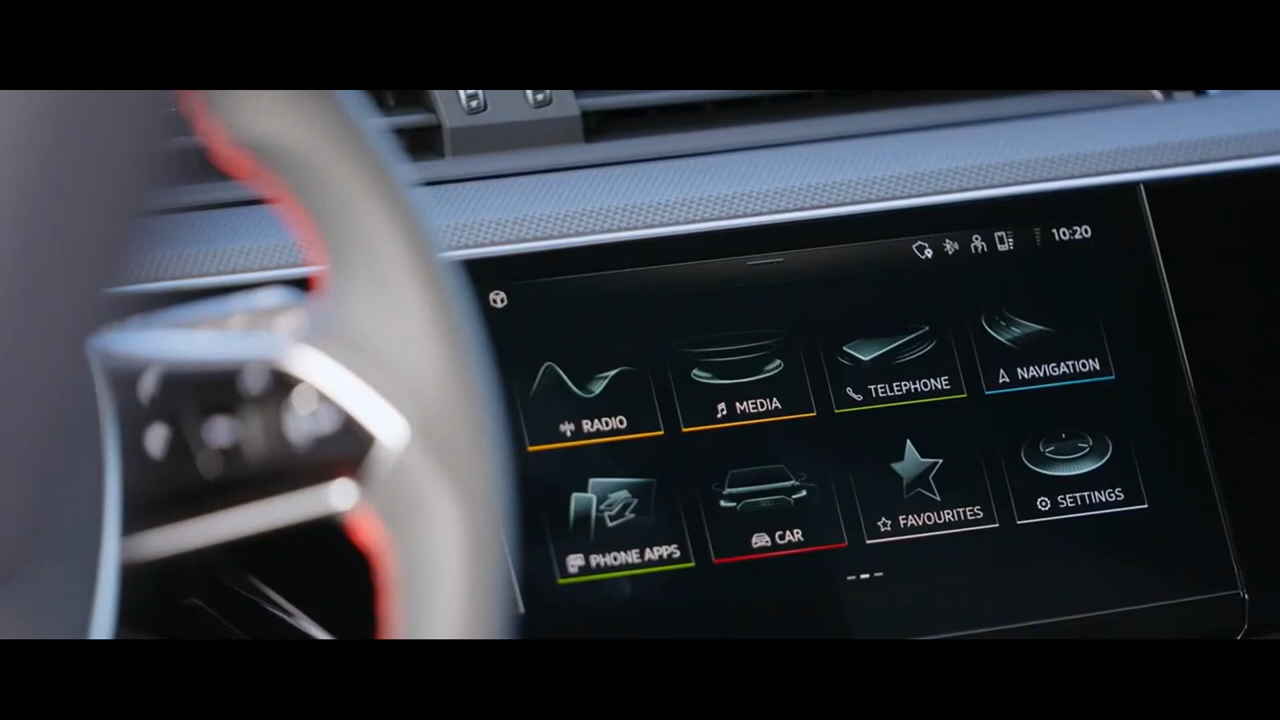 10:20
RADIO
MEDIA
TELEPHONE
NAVIGATION
PHONE APPS
CAR
FAVOURITES
SETTINGS